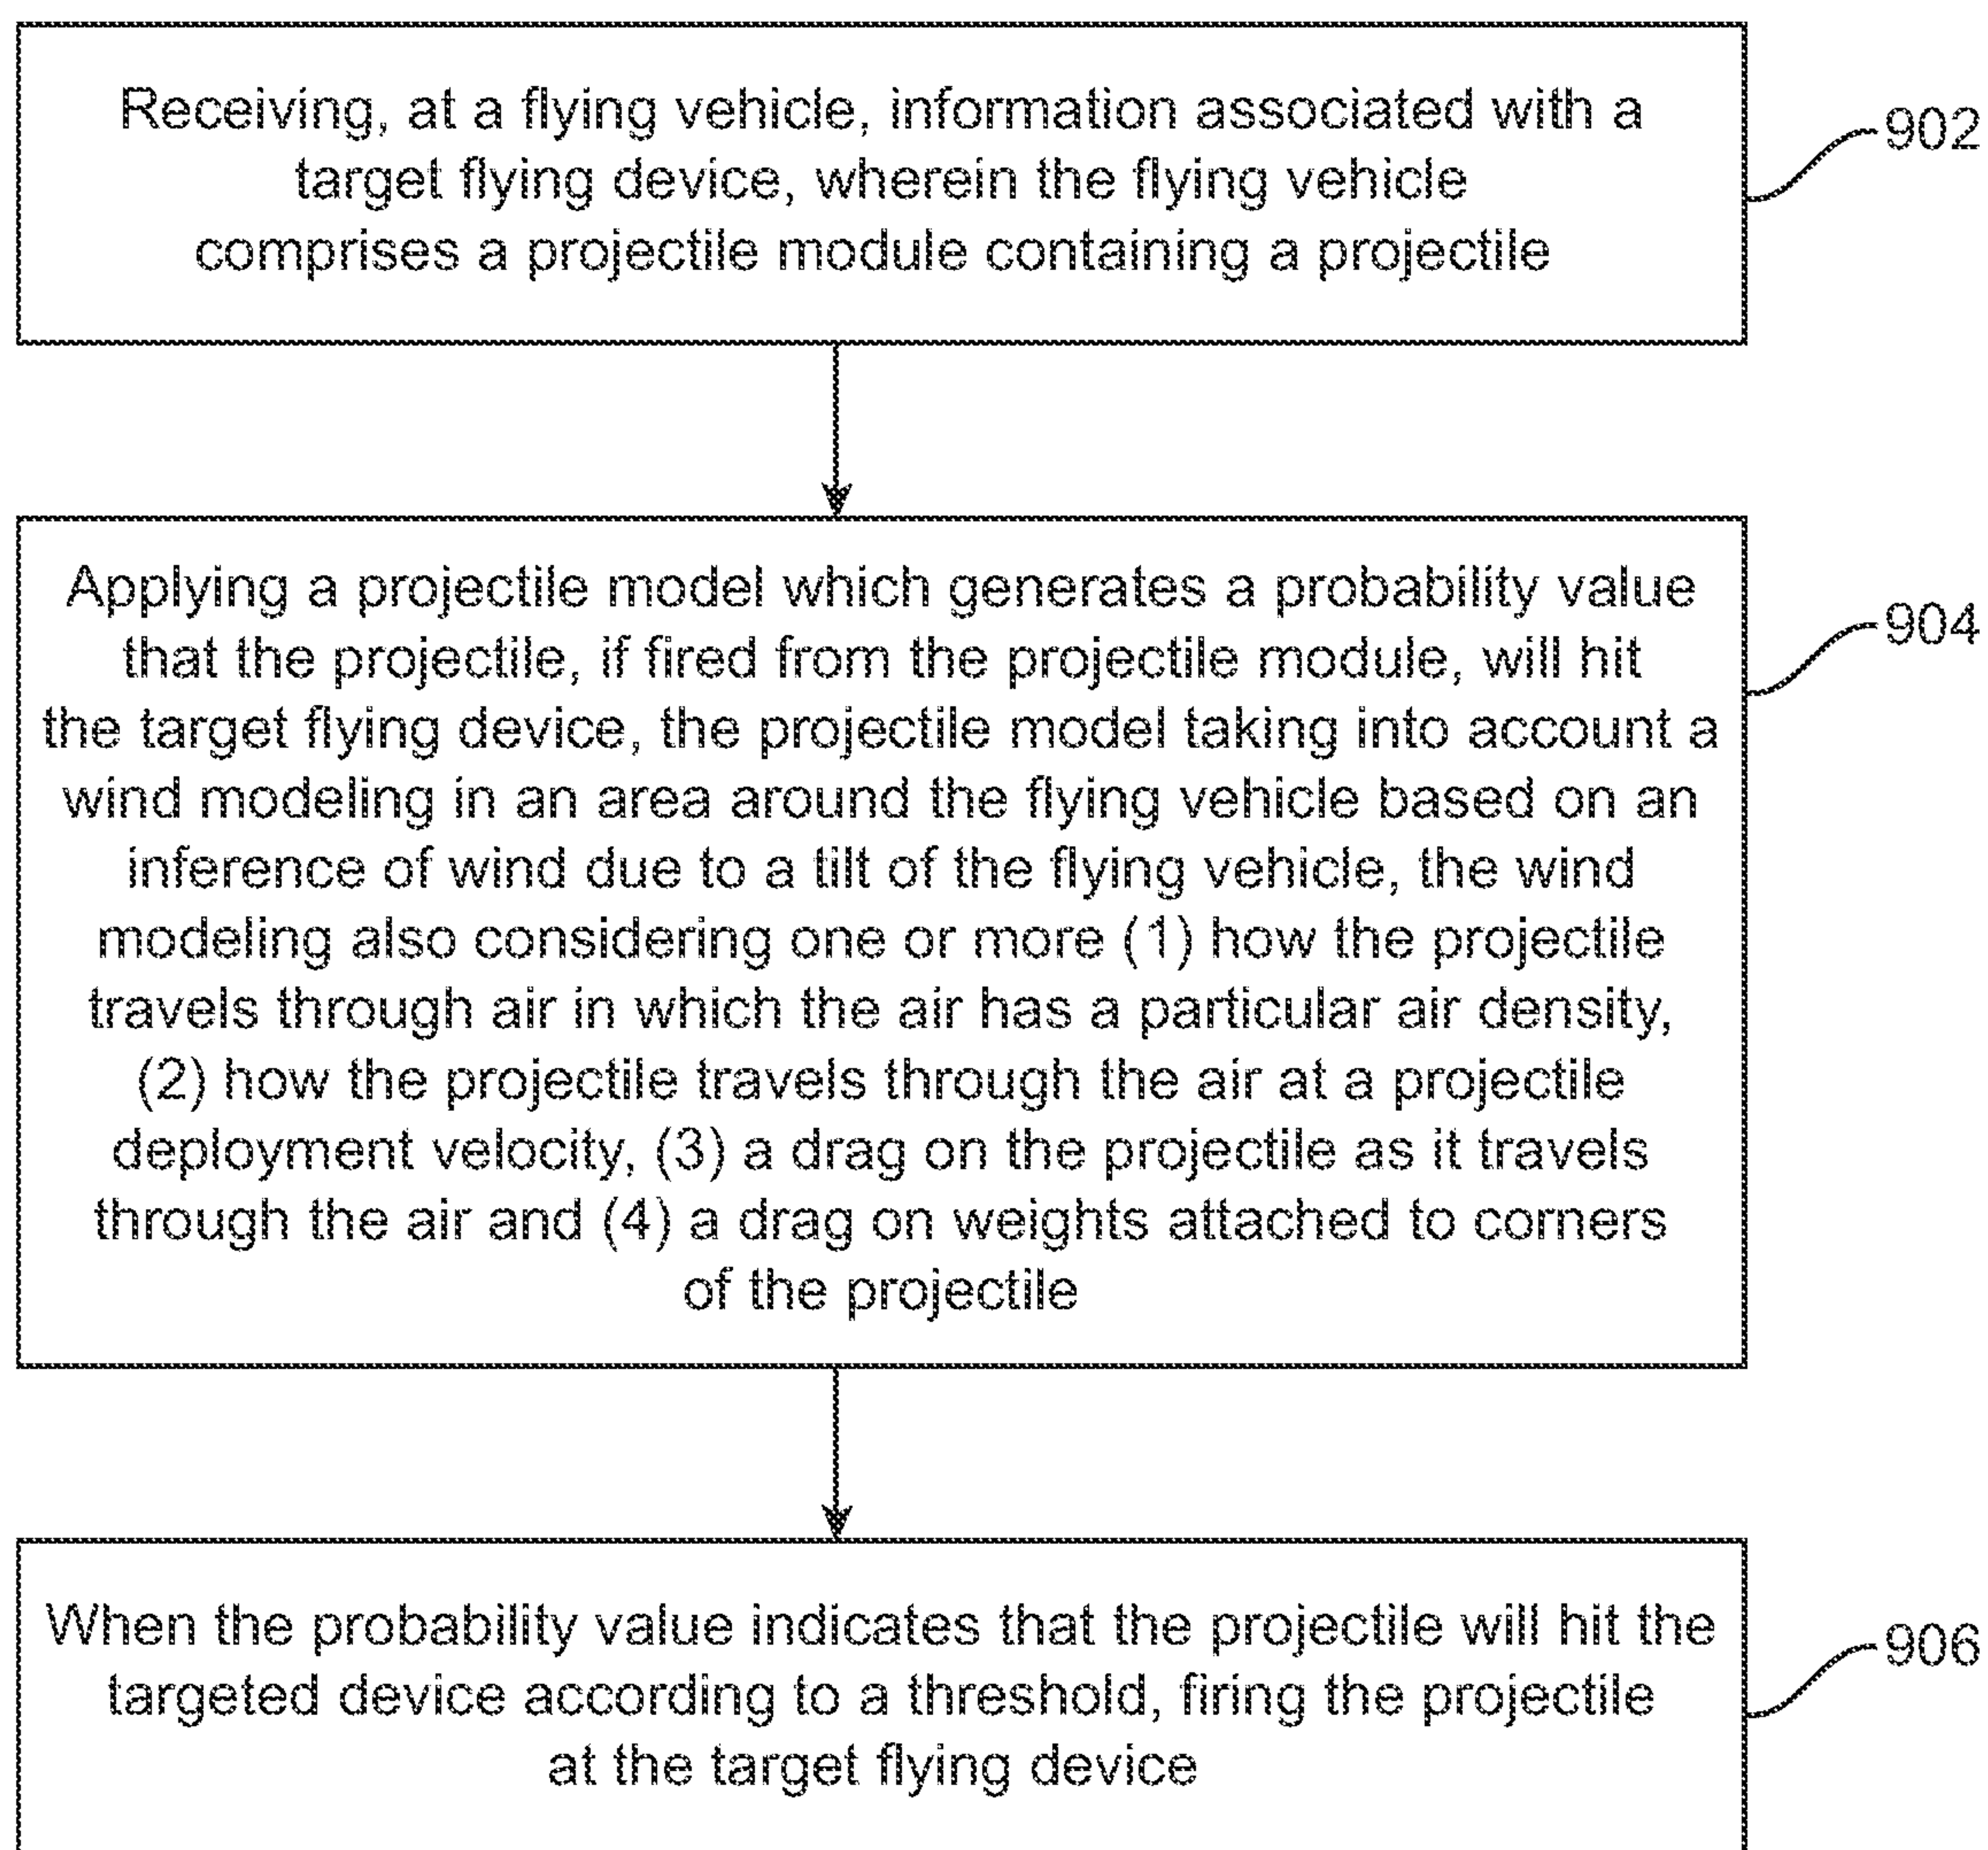 Receiving, at a flying vehicle, information associated with a
target flying device, wherein the flying vehicle
comprises a projectile module containing a projectile
902
Applying a projectile model which generates a probability value
that the projectile, if fired from the projectile module, will hit
the target flying device, the projectile model taking into account a
wind modeling in an area around the flying vehicle based on an
inference of wind due to a tilt of the flying vehicle, the wind
modeling also considering one or more (1) how the projectile
travels through air in which the air has a particular air density,
(2) how the projectile travels through the air at a projectile
deployment velocity, (3) a drag on the projectile as it travels
through the air and (4) a drag on weights attached to corners
of the projectile
904
When the probability value indicates that the projectile will hit the
targeted device according to a threshold, firing the projectile
at the target flying device
906